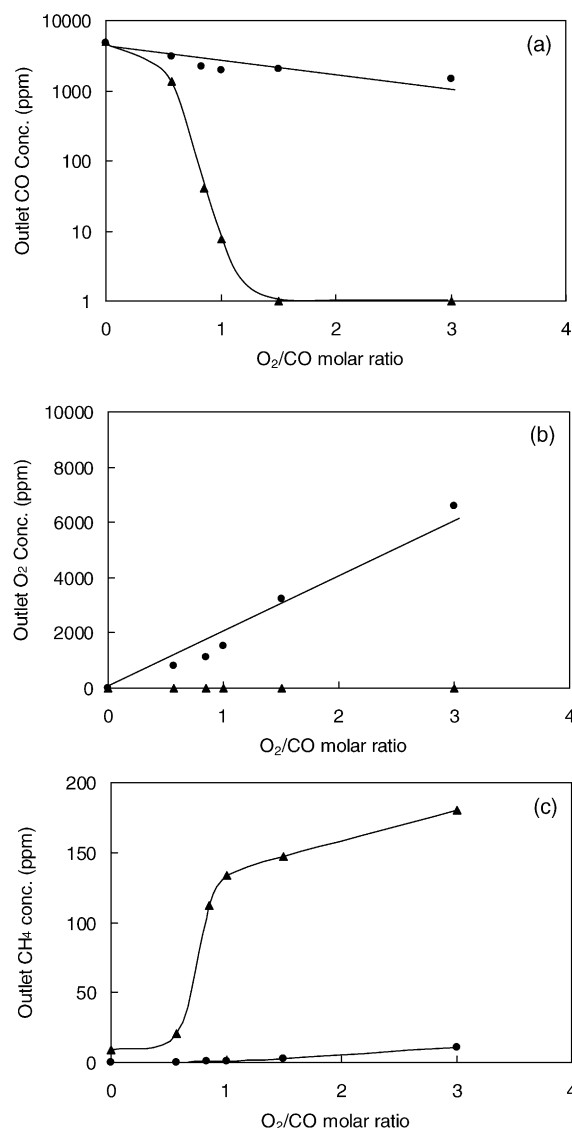 10000
(a)
1000
100
10
1
0 1 2 3 4
Outlet CO Conc. (ppm)
O₂/CO molar ratio
10000
(b)
8000
6000
4000
2000
0
0 1 2 3 4
Outlet O₂ Conc. (ppm)
O₂/CO molar ratio
200
(c)
150
100
50
0
0 1 2 3 4
Outlet CH₄ conc. (ppm)
O₂/CO molar ratio